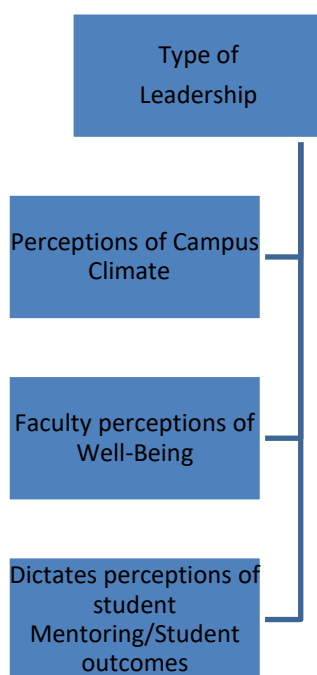 Type of
Leadership
Perceptions of Campus
Climate
Faculty perceptions of
Well-Being
Dictates perceptions of
student
Mentoring/Student
outcomes